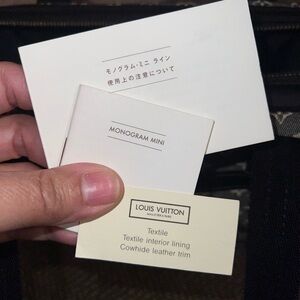 モノグラム・ミニ ライン
使用上の注意について
MONOGRAM MINI
LOUIS VUITTON
Textile
Textile interior lining
Cowhide leather trim